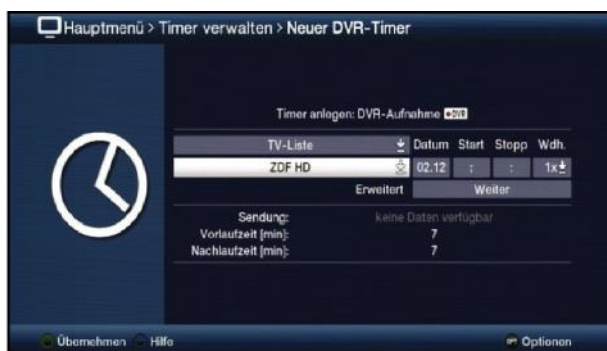 Hauptmenü > Timer verwalten > Neuer DVR-Timer
Timer anlegen: DVR-Aufnahme DVR
TV-Liste Datum Start Stopp Wdh.
ZDF HD 02.12 : : 1x
Erweitert Weiter
Sendung: keine Daten verfügbar
Vorlaufzeit [min]: 7
Nachlaufzeit [min]: 7
Übernehmen Hilfe Optionen